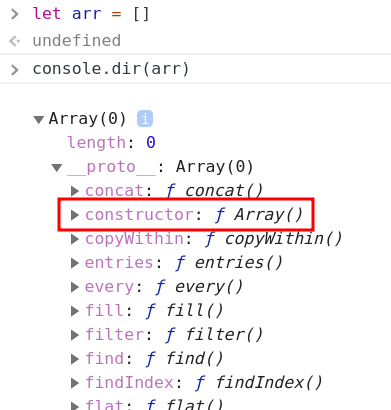 let arr = []
undefined
console.dir(arr)
Array(0) i
length: 0
__proto__: Array(0)
concat: ƒ concat()
constructor: ƒ Array()
copyWithin: ƒ copyWithin()
entries: ƒ entries()
every: ƒ every()
fill: ƒ fill()
filter: ƒ filter()
find: ƒ find()
findIndex: ƒ findIndex()
flat: ƒ flat()